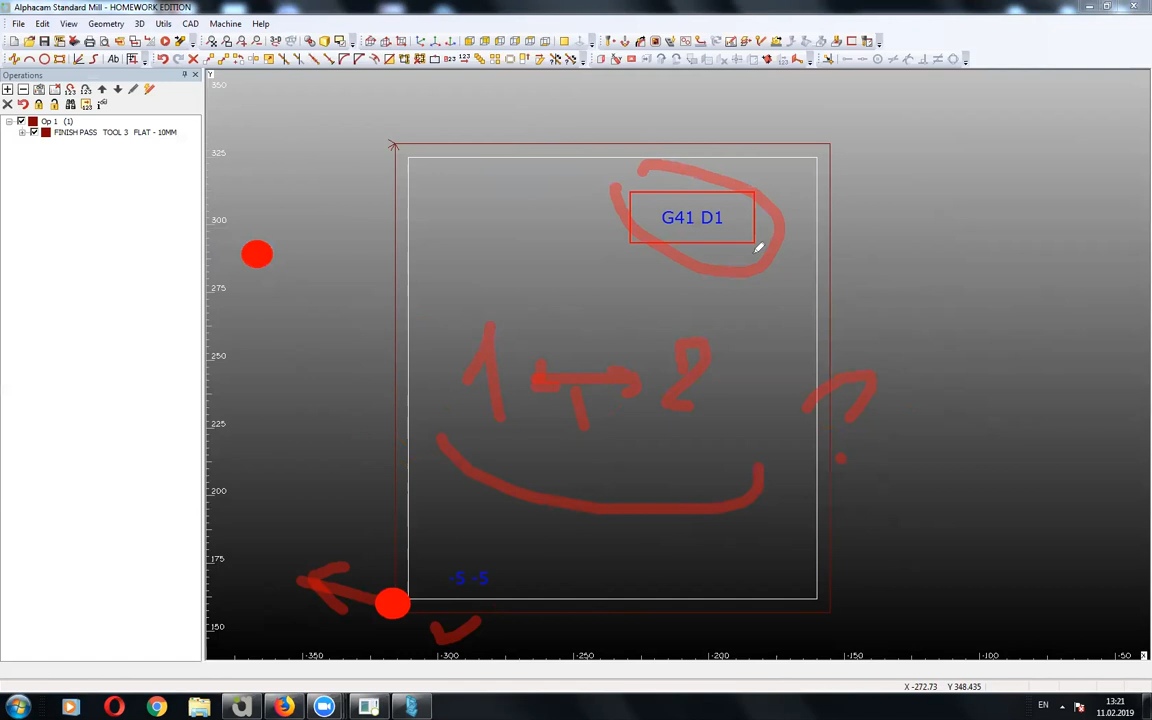 Alphacam Standard Mill - HOMEWORK EDITION
File Edit View Geometry 3D Utils CAD Machine Help
Operations
Op 1 (1)
FINISH PASS TOOL 3 FLAT - 10MM
Y
350
325
300
275
250
225
200
175
150
G41 D1
1 2
?
-5 -5
-350 -300 -250 -200 -150 -100 -50 X
X -272.73 Y 348.435
EN
13:21
11.02.2019